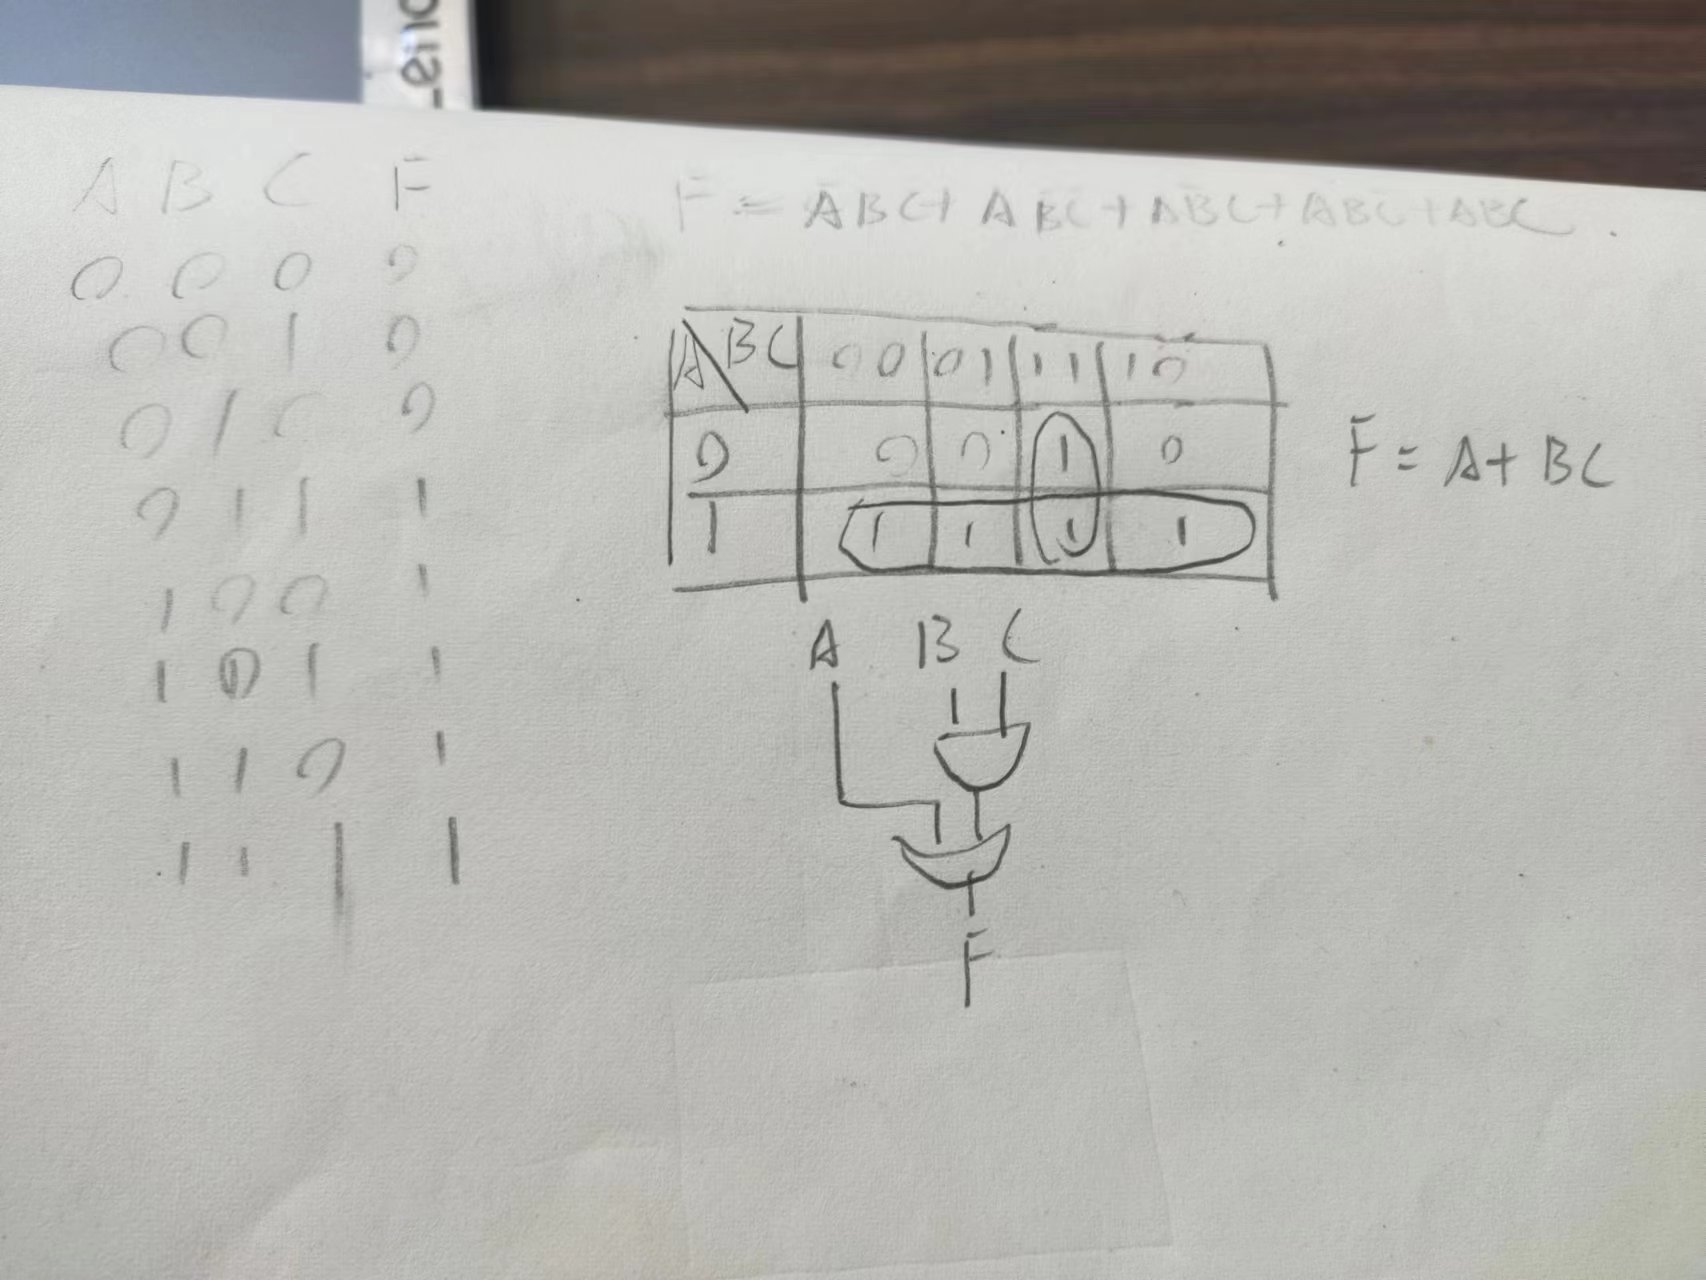 eno
A B C F
0 0 0 0
0 0 1 0
0 1 0 0
0 1 1 1
1 0 0 1
1 0 1 1
1 1 0 1
1 1 1 1
F = ABC + ABC + ABC + ABC + ABC .
A\BC 00 01 11 10
0 0 0 1 0
1 1 1 1 1
F = A + BC
A B C
F